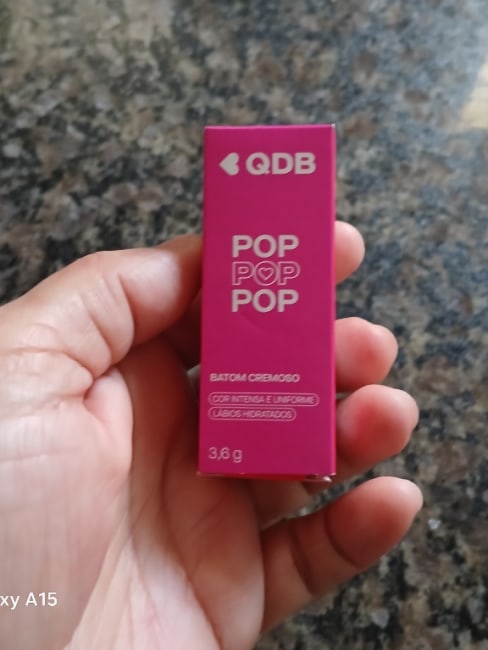 QDB
POP
POP
POP
BATOM CREMOSO
COR INTENSA E UNIFORME
LÁBIOS HIDRATADOS
3,6 g
xy A15